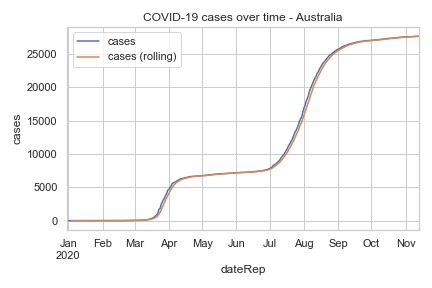 COVID-19 cases over time - Australia
cases
cases (rolling)
25000
20000
15000
10000
5000
0
cases
Jan Feb Mar Apr May Jun Jul Aug Sep Oct Nov
2020
dateRep